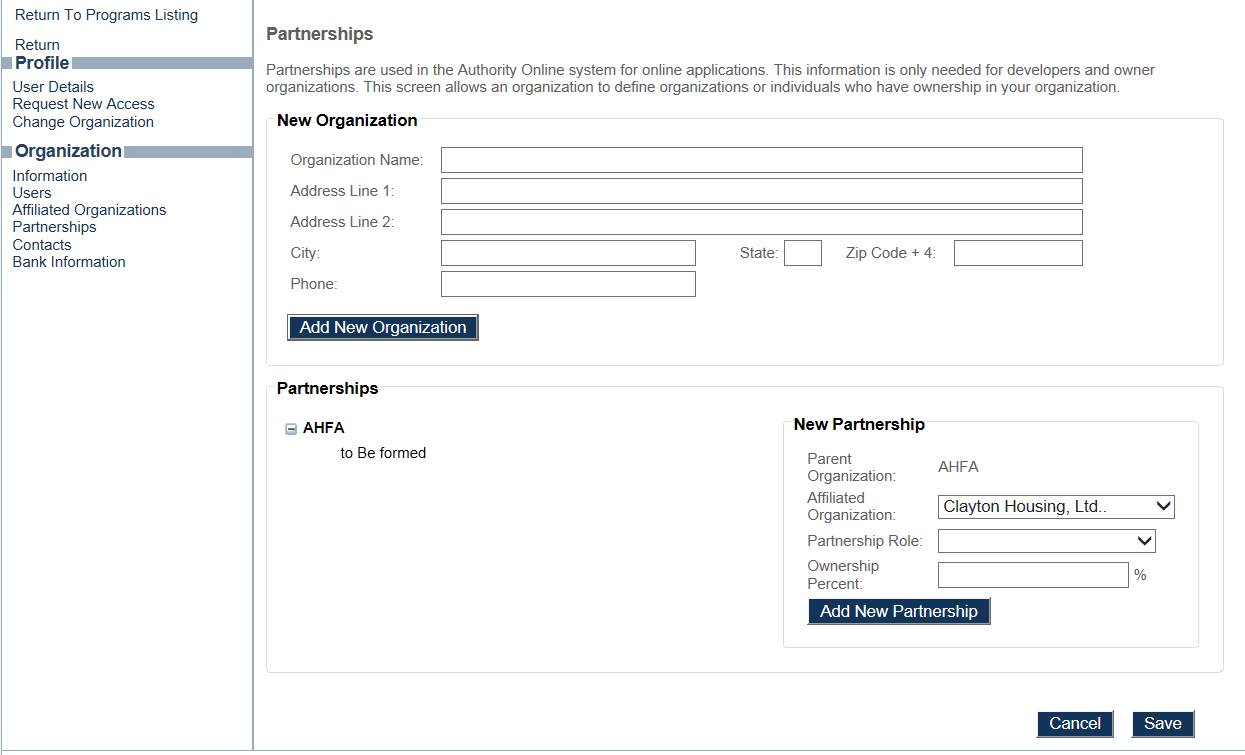 Return To Programs Listing
Return
Profile
User Details
Request New Access
Change Organization
Organization
Information
Users
Affiliated Organizations
Partnerships
Contacts
Bank Information
Partnerships
Partnerships are used in the Authority Online system for online applications. This information is only needed for developers and owner
organizations. This screen allows an organization to define organizations or individuals who have ownership in your organization.
New Organization
Organization Name:
Address Line 1:
Address Line 2:
City:
State:
Zip Code + 4:
Phone:
Add New Organization
Partnerships
AHFA
to Be formed
New Partnership
Parent
Organization:
AHFA
Affiliated
Organization:
Clayton Housing, Ltd..
Partnership Role:
Ownership
Percent:
%
Add New Partnership
Cancel
Save